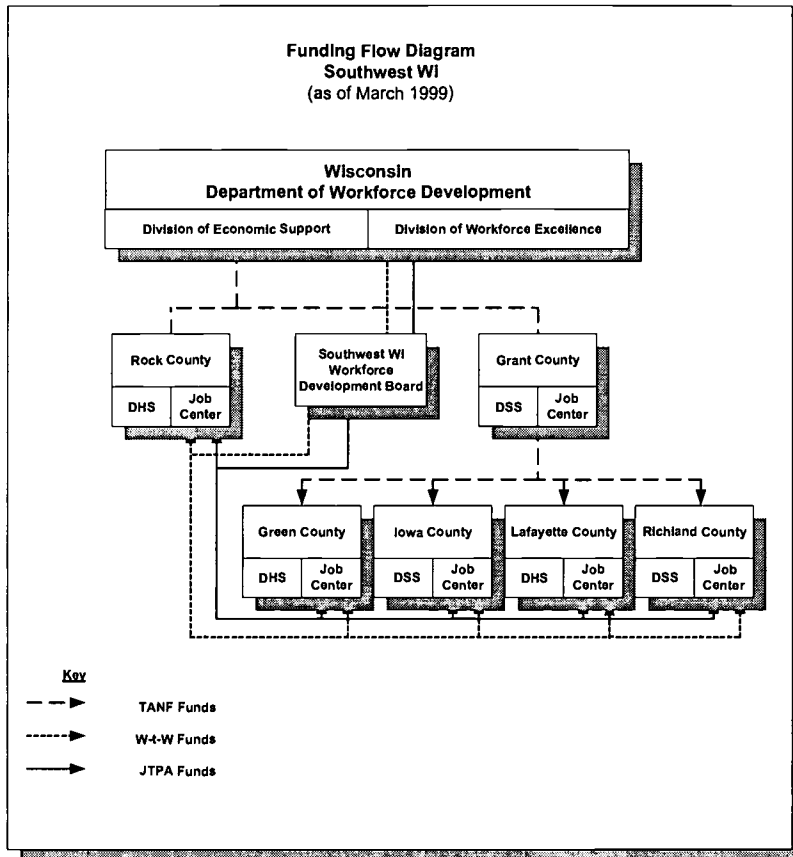 Funding Flow Diagram
Southwest WI
(as of March 1999)
Wisconsin
Department of Workforce Development
Division of Economic Support
Division of Workforce Excellence
Rock County
DHS
Job
Center
Southwest WI
Workforce
Development Board
Grant County
DSS
Job
Center
Green County
DHS
Job
Center
Iowa County
DSS
Job
Center
Lafayette County
DHS
Job
Center
Richland County
DSS
Job
Center
Key
TANF Funds
W-t-W Funds
JTPA Funds